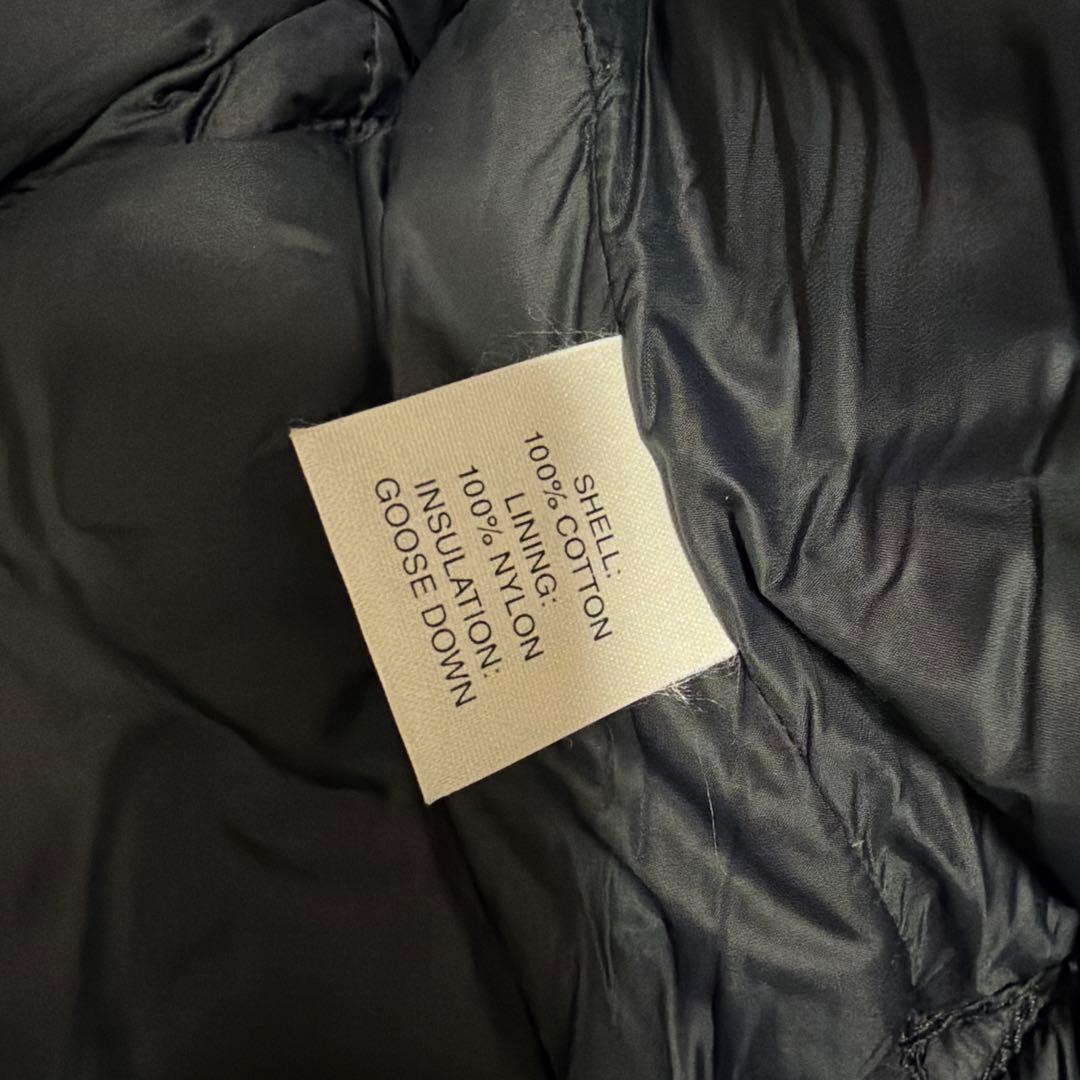 SHELL:
100% COTTON
LINING:
100% NYLON
INSULATION:
GOOSE DOWN